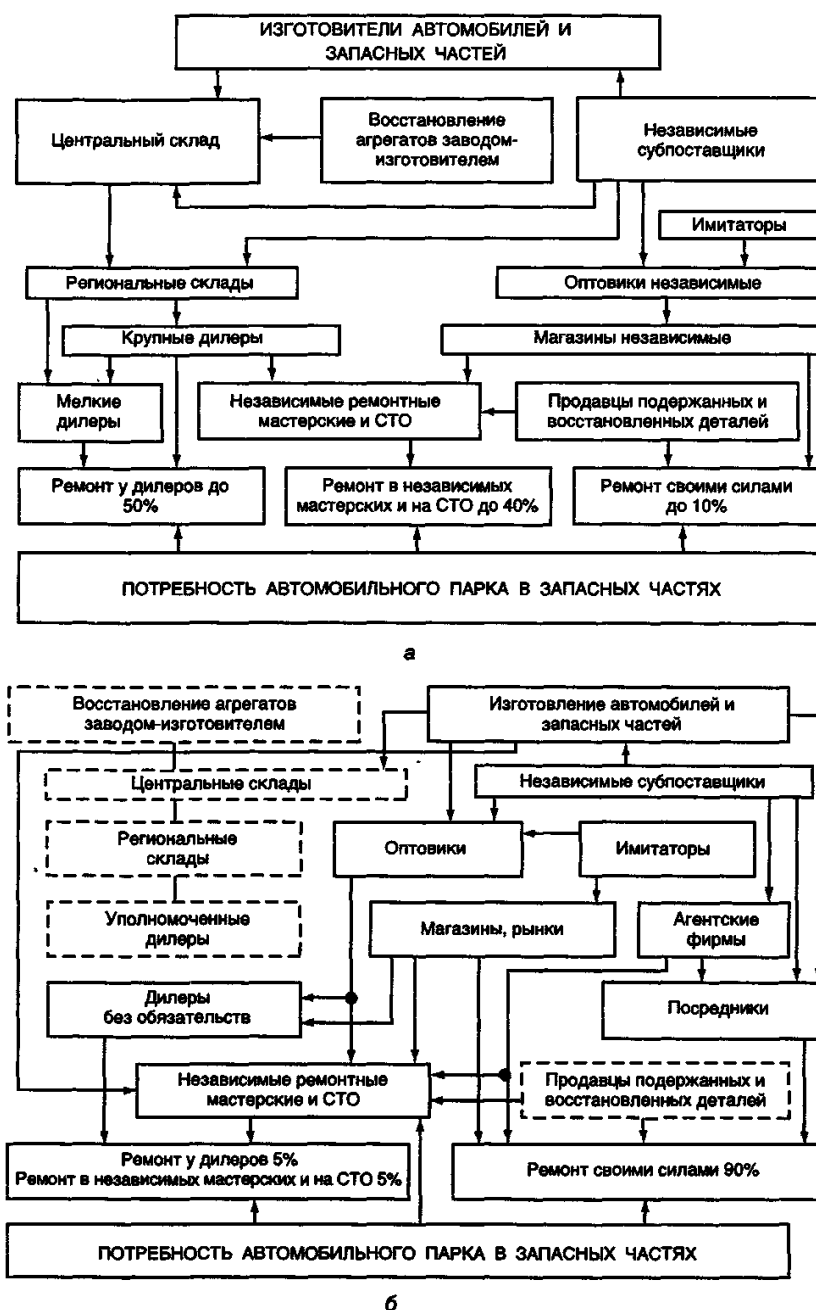 ИЗГОТОВИТЕЛИ АВТОМОБИЛЕЙ И
ЗАПАСНЫХ ЧАСТЕЙ
Центральный склад
Восстановление
агрегатов заводом-
изготовителем
Независимые
субпоставщики
Имитаторы
Региональные склады
Оптовики независимые
Крупные дилеры
Магазины независимые
Мелкие
дилеры
Независимые ремонтные
мастерские и СТО
Продавцы подержанных и
восстановленных деталей
Ремонт у дилеров до
50%
Ремонт в независимых
мастерских и на СТО до 40%
Ремонт своими силами
до 10%
ПОТРЕБНОСТЬ АВТОМОБИЛЬНОГО ПАРКА В ЗАПАСНЫХ ЧАСТЯХ
а
Восстановление агрегатов
заводом-изготовителем
Изготовление автомобилей и
запасных частей
Центральные склады
Независимые субпоставщики
Региональные
склады
Оптовики
Имитаторы
Уполномоченные
дилеры
Магазины, рынки
Агентские
фирмы
Дилеры
без обязательств
Посредники
Независимые ремонтные
мастерские и СТО
Продавцы подержанных и
восстановленных деталей
Ремонт у дилеров 5%
Ремонт в независимых мастерских и на СТО 5%
Ремонт своими силами 90%
ПОТРЕБНОСТЬ АВТОМОБИЛЬНОГО ПАРКА В ЗАПАСНЫХ ЧАСТЯХ
б